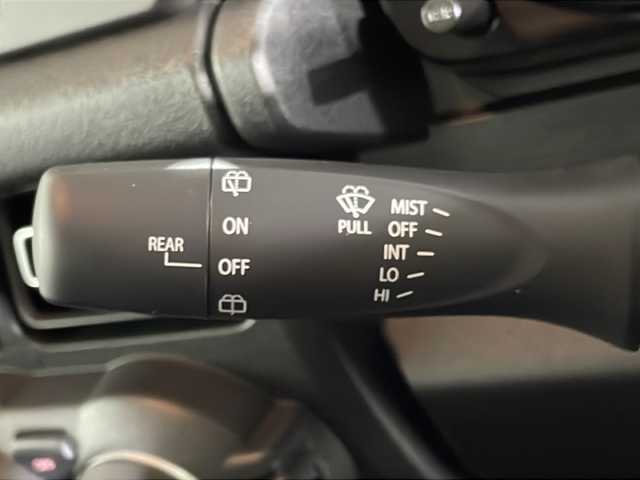 REAR
ON
OFF
PULL
MIST
OFF
INT
LO
HI